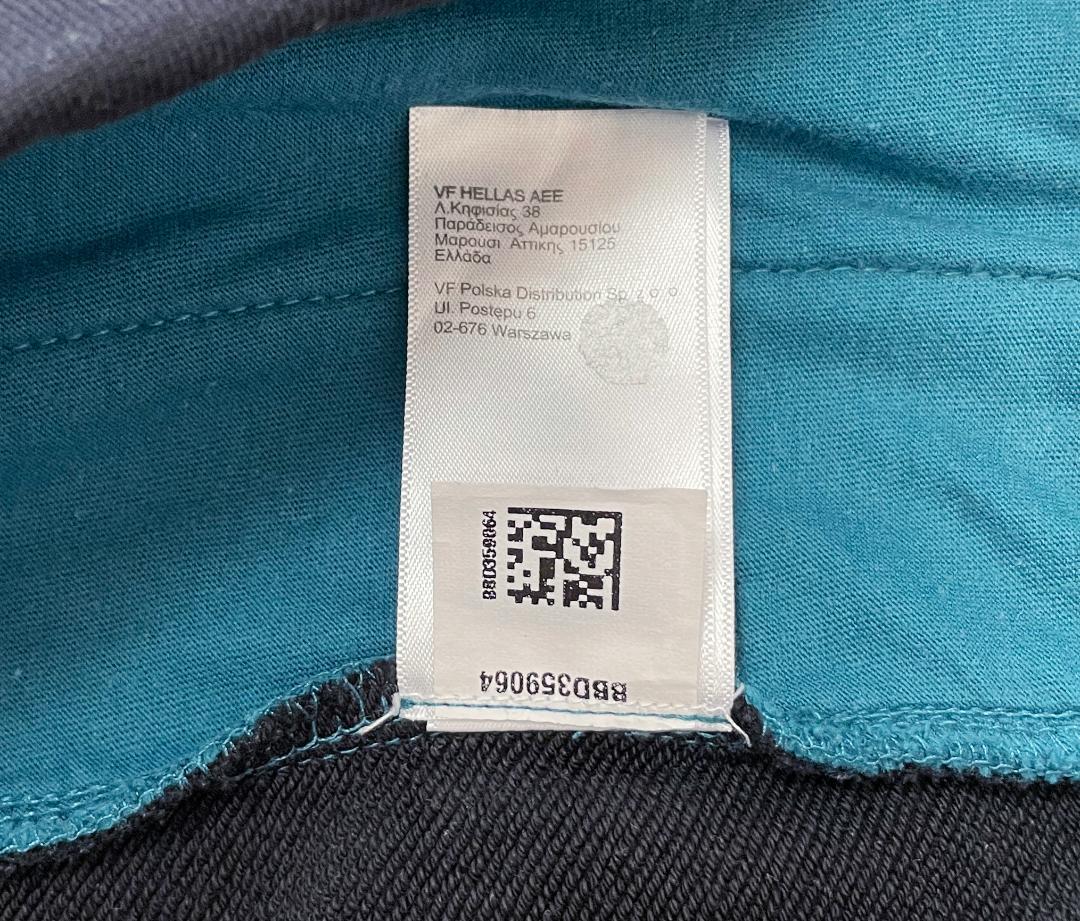 VF HELLAS AEE
Λ.Κηφισίας 38
Παράδεισος Αμαρουσίου
Μαρουσι Αττικής 15125
Ελλάδα
VF Polska Distribution Sp. z o o
Ul. Postępu 6
02-676 Warszawa
BBD359064
BBD359064